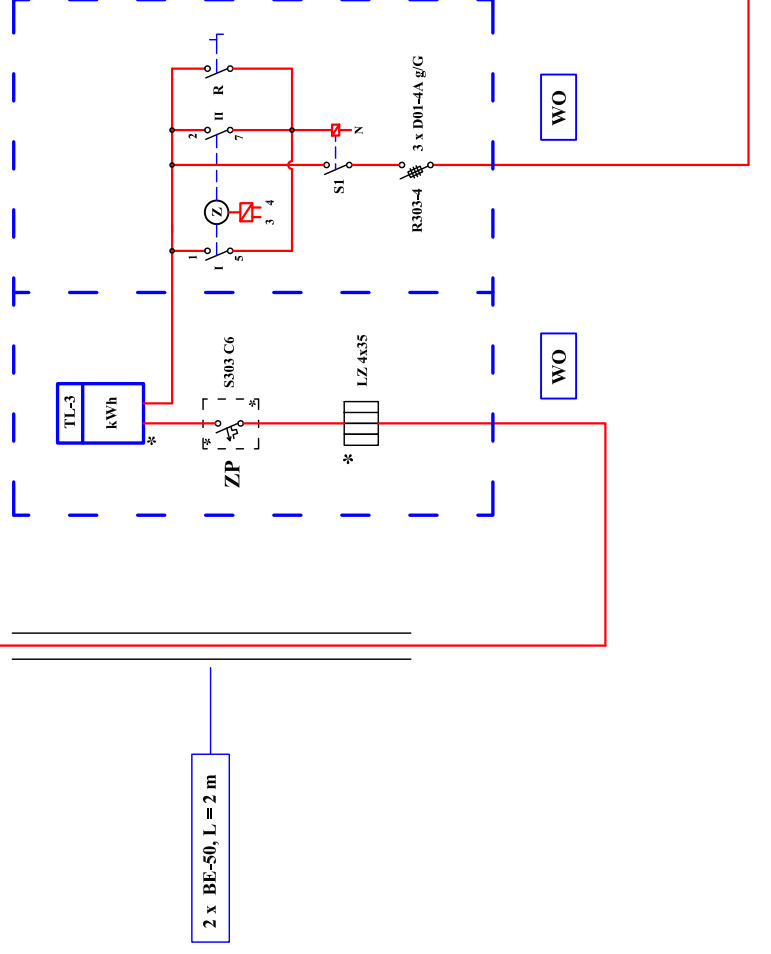 R
II
2
7
N
3 x D01-4A g/G
WO
S1
R303-4
Z
3 4
1
5
I
S303 C6
LZ 4x35
WO
TL-3
kWh
*
*
*
*
ZP
2 x BE-50, L = 2 m